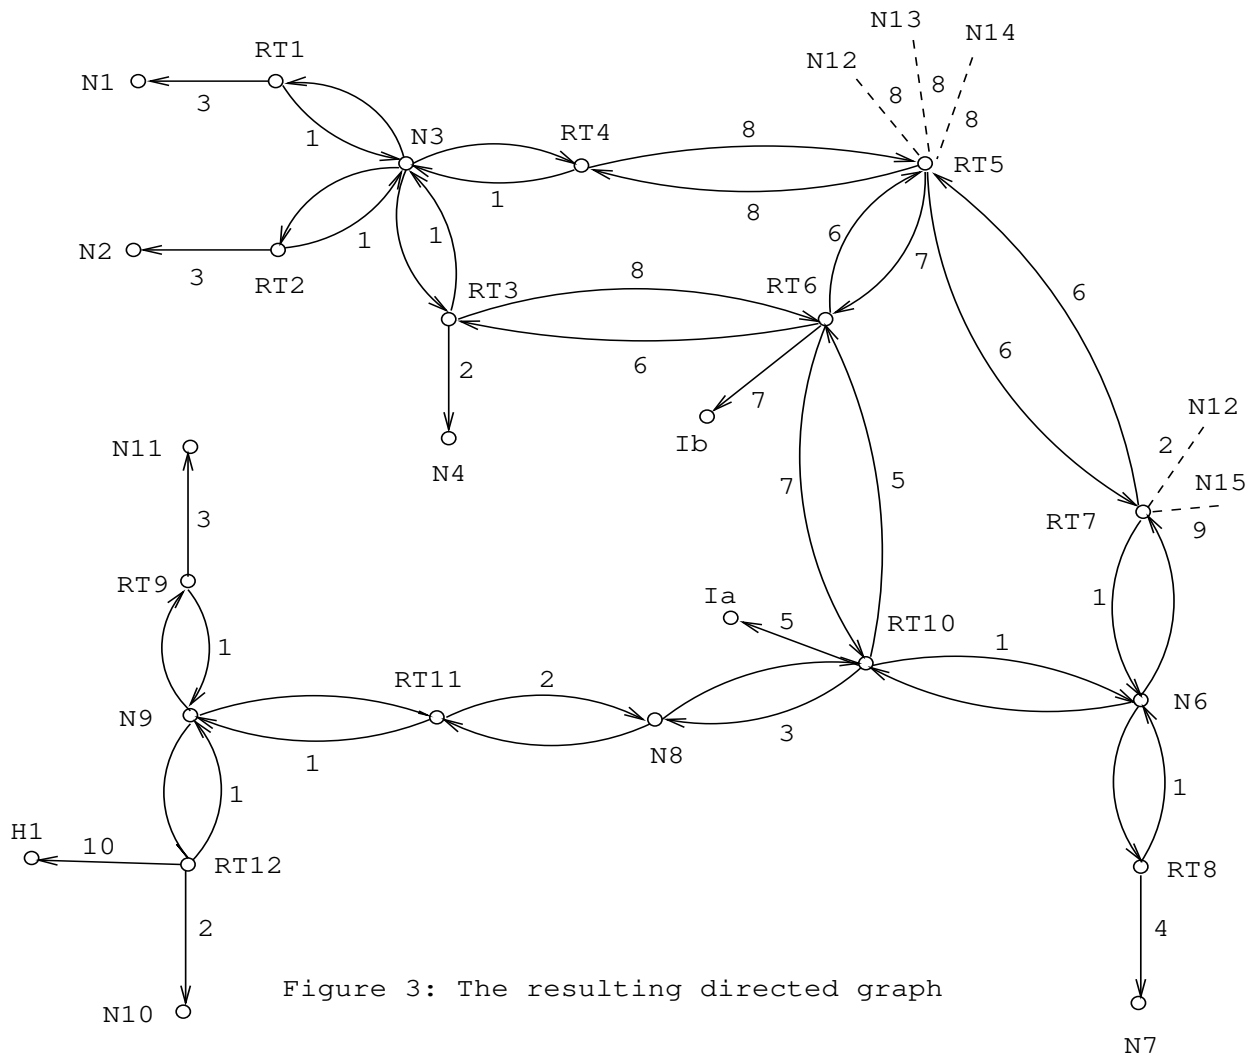 N13
N14
RT1
N12
N1
8
8
3
8
RT4
8
1
N3
RT5
1
8
6
1
1
N2
7
3
RT2
RT3
8
RT6
6
6
6
2
7
N12
Ib
2
N11
N4
5
N15
7
3
RT7
9
RT9
Ia
1
5
RT10
1
1
RT11
2
N9
N6
3
N8
1
1
1
H1
10
RT12
RT8
2
4
Figure 3: The resulting directed graph
N10
N7